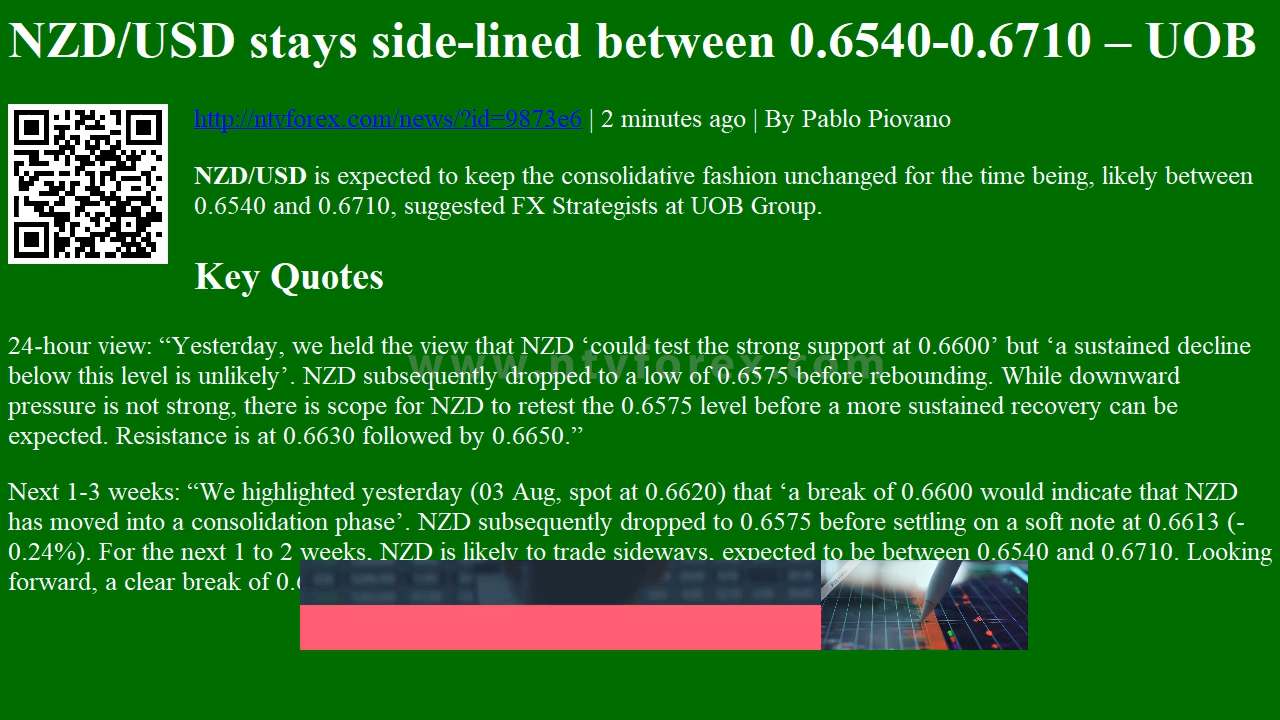 NZD/USD stays side-lined between 0.6540-0.6710 – UOB
http://ntvforex.com/news/?id=9873e6 | 2 minutes ago | By Pablo Piovano
NZD/USD is expected to keep the consolidative fashion unchanged for the time being, likely between
0.6540 and 0.6710, suggested FX Strategists at UOB Group.
Key Quotes
24-hour view: “Yesterday, we held the view that NZD ‘could test the strong support at 0.6600’ but ‘a sustained decline
www.ntvforex.com
below this level is unlikely’. NZD subsequently dropped to a low of 0.6575 before rebounding. While downward
pressure is not strong, there is scope for NZD to retest the 0.6575 level before a more sustained recovery can be
expected. Resistance is at 0.6630 followed by 0.6650.”
Next 1-3 weeks: “We highlighted yesterday (03 Aug, spot at 0.6620) that ‘a break of 0.6600 would indicate that NZD
has moved into a consolidation phase’. NZD subsequently dropped to 0.6575 before settling on a soft note at 0.6613 (-
0.24%). For the next 1 to 2 weeks, NZD is likely to trade sideways, expected to be between 0.6540 and 0.6710. Looking
forward, a clear break of